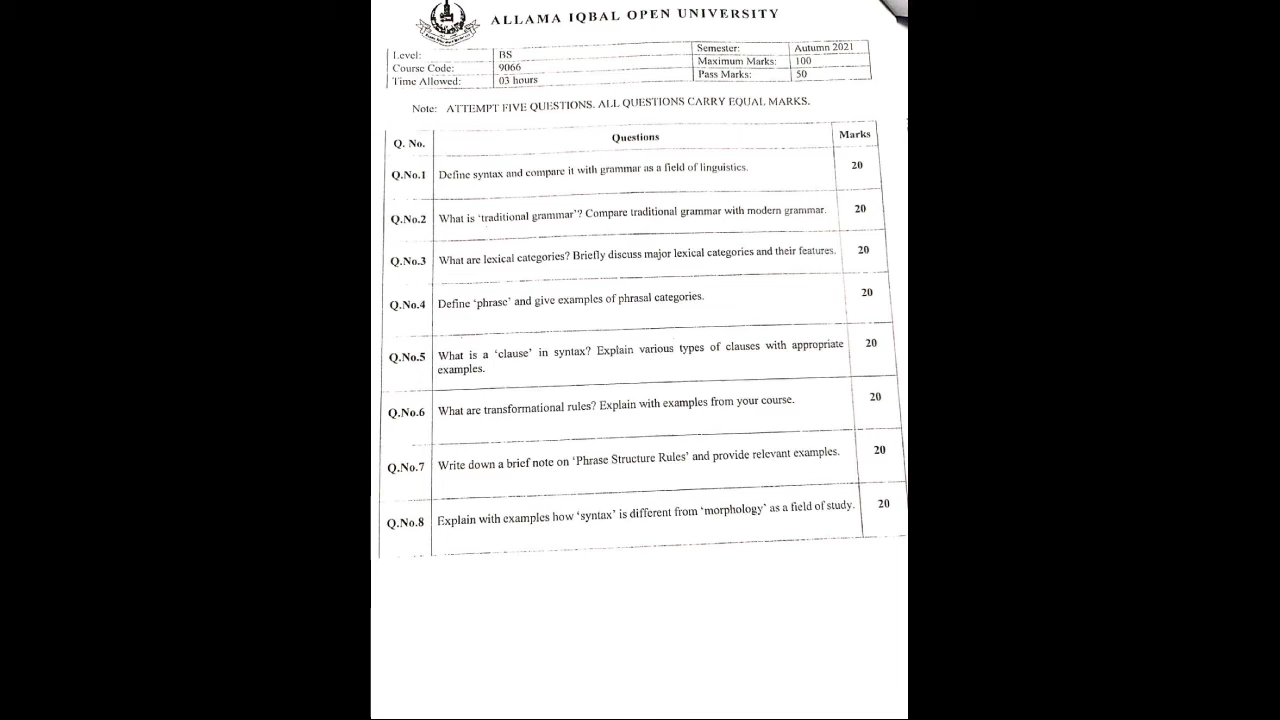 ALLAMA IQBAL OPEN UNIVERSITY
Level: BS Semester: Autumn 2021
Course Code: 9066 Maximum Marks: 100
Time Allowed: 03 hours Pass Marks: 50
Note: ATTEMPT FIVE QUESTIONS. ALL QUESTIONS CARRY EQUAL MARKS.
Q. No. Questions Marks
Q.No.1 Define syntax and compare it with grammar as a field of linguistics. 20
Q.No.2 What is ‘traditional grammar’? Compare traditional grammar with modern grammar. 20
Q.No.3 What are lexical categories? Briefly discuss major lexical categories and their features. 20
Q.No.4 Define ‘phrase’ and give examples of phrasal categories. 20
Q.No.5 What is a ‘clause’ in syntax? Explain various types of clauses with appropriate 20
examples.
Q.No.6 What are transformational rules? Explain with examples from your course. 20
Q.No.7 Write down a brief note on ‘Phrase Structure Rules’ and provide relevant examples. 20
Q.No.8 Explain with examples how ‘syntax’ is different from ‘morphology’ as a field of study. 20